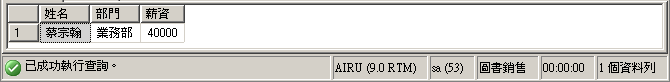 姓名 部門 薪資
1 蔡宗翰 業務部 40000
已成功執行查詢。 AIRU (9.0 RTM) sa (53) 圖書銷售 00:00:00 1 個資料列